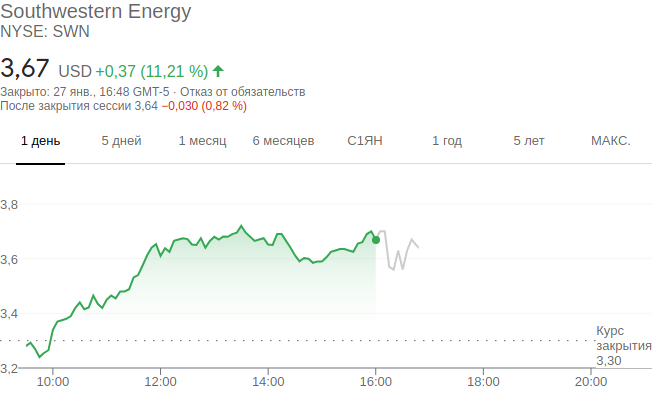 Southwestern Energy
NYSE: SWN
3,67 USD +0,37 (11,21 %)
Закрыто: 27 янв., 16:48 GMT-5 · Отказ от обязательств
После закрытия сессии 3,64 −0,030 (0,82 %)
1 день 5 дней 1 месяц 6 месяцев С1ЯН 1 год 5 лет МАКС.
3,8
3,6
3,4
Курс
закрытия
3,30
3,2
10:00 12:00 14:00 16:00 18:00 20:00